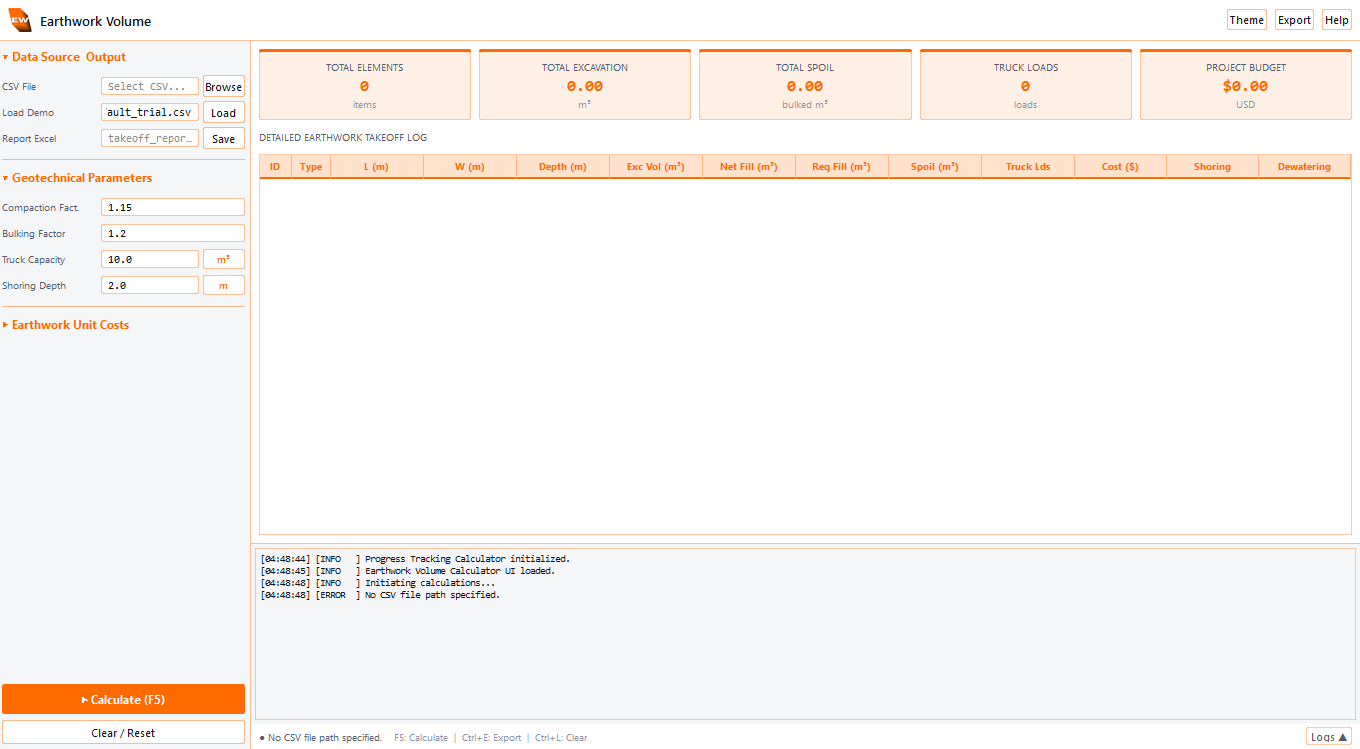 EW Earthwork Volume
Theme Export Help
▾ Data Source Output
CSV File Select CSV... Browse
Load Demo ault_trial.csv Load
Report Excel takeoff_repor… Save
▾ Geotechnical Parameters
Compaction Fact. 1.15
Bulking Factor 1.2
Truck Capacity 10.0 m³
Shoring Depth 2.0 m
▸ Earthwork Unit Costs
▸ Calculate (F5)
Clear / Reset
TOTAL ELEMENTS
0
items
TOTAL EXCAVATION
0.00
m³
TOTAL SPOIL
0.00
bulked m³
TRUCK LOADS
0
loads
PROJECT BUDGET
$0.00
USD
DETAILED EARTHWORK TAKEOFF LOG
ID Type L (m) W (m) Depth (m) Exc Vol (m³) Net Fill (m³) Req Fill (m³) Spoil (m³) Truck Lds Cost ($) Shoring Dewatering
[04:48:44] [INFO ] Progress Tracking Calculator initialized.
[04:48:45] [INFO ] Earthwork Volume Calculator UI loaded.
[04:48:48] [INFO ] Initiating calculations...
[04:48:48] [ERROR ] No CSV file path specified.
● No CSV file path specified. F5: Calculate | Ctrl+E: Export | Ctrl+L: Clear
Logs ▲